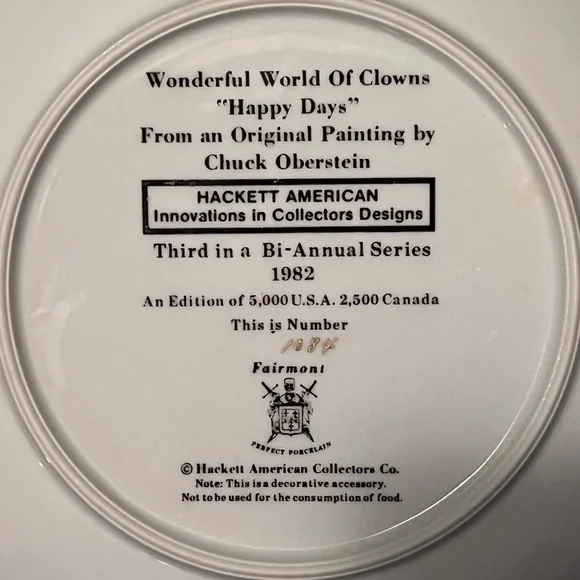 Wonderful World Of Clowns
"Happy Days"
From an Original Painting by
Chuck Oberstein
HACKETT AMERICAN
Innovations in Collectors Designs
Third in a Bi-Annual Series
1982
An Edition of 5,000 U.S.A. 2,500 Canada
This is Number
1084
Fairmont
PERFECT PORCELAIN
© Hackett American Collectors Co.
Note: This is a decorative accessory.
Not to be used for the consumption of food.